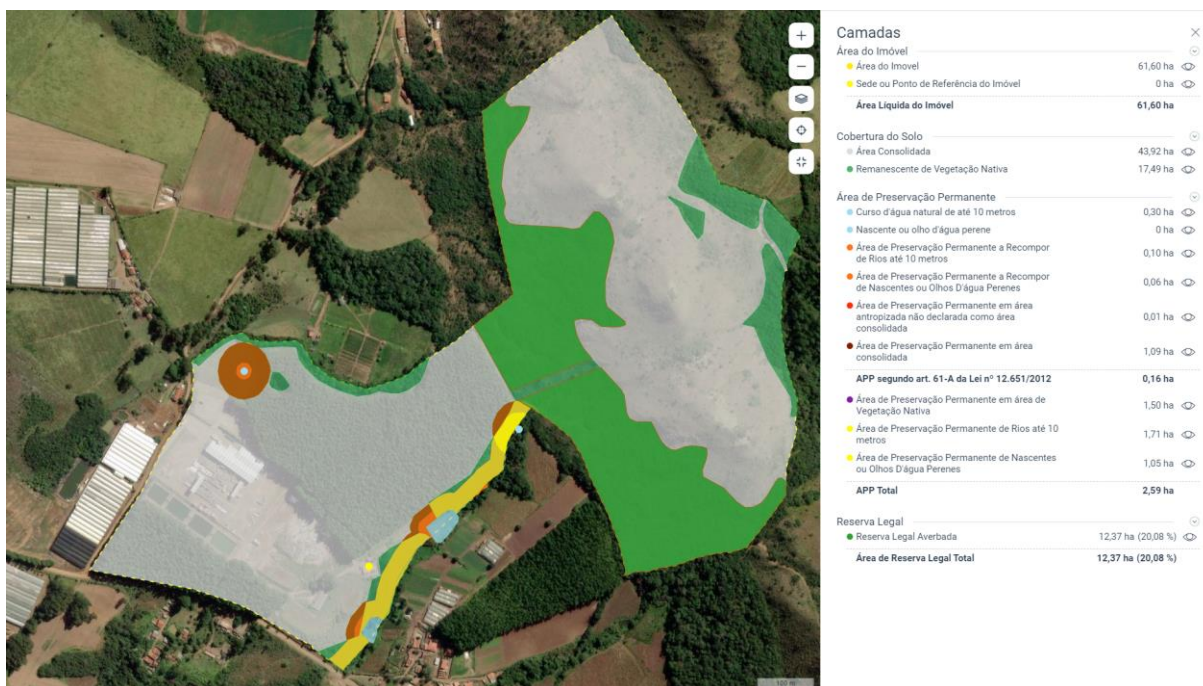 Camadas
Área do Imóvel
Área do Imovel 61,60 ha
Sede ou Ponto de Referência do Imóvel 0 ha
Área Líquida do Imóvel 61,60 ha
Cobertura do Solo
Área Consolidada 43,92 ha
Remanescente de Vegetação Nativa 17,49 ha
Área de Preservação Permanente
Curso d'água natural de até 10 metros 0,30 ha
Nascente ou olho d'água perene 0 ha
Área de Preservação Permanente a Recompor
de Rios até 10 metros 0,10 ha
Área de Preservação Permanente a Recompor
de Nascentes ou Olhos D'água Perenes 0,06 ha
Área de Preservação Permanente em área
antropizada não declarada como área 0,01 ha
consolidada
Área de Preservação Permanente em área
consolidada 1,09 ha
APP segundo art. 61-A da Lei nº 12.651/2012 0,16 ha
Área de Preservação Permanente em área de
Vegetação Nativa 1,50 ha
Área de Preservação Permanente de Rios até 10
metros 1,71 ha
Área de Preservação Permanente de Nascentes
ou Olhos D'água Perenes 1,05 ha
APP Total 2,59 ha
Reserva Legal
Reserva Legal Averbada 12,37 ha (20,08 %)
Área de Reserva Legal Total 12,37 ha (20,08 %)
100 m